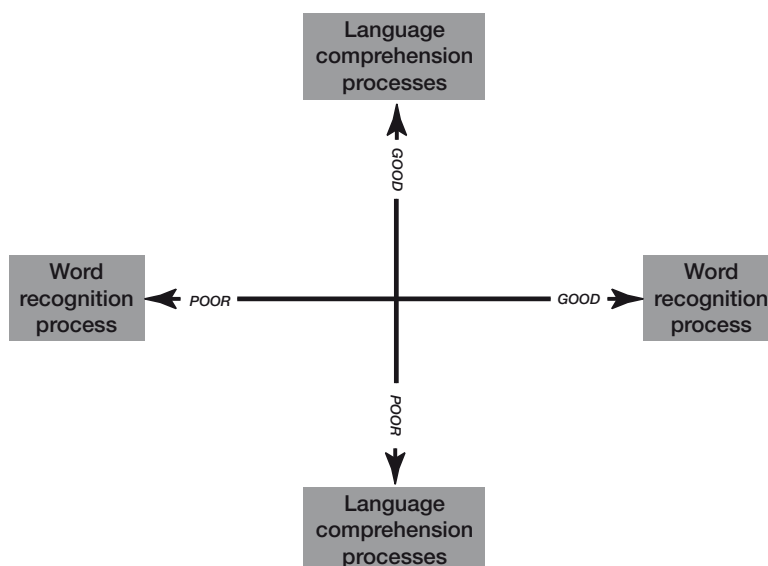 Language
comprehension
processes
GOOD
Word
recognition
process
POOR
GOOD
Word
recognition
process
POOR
Language
comprehension
processes